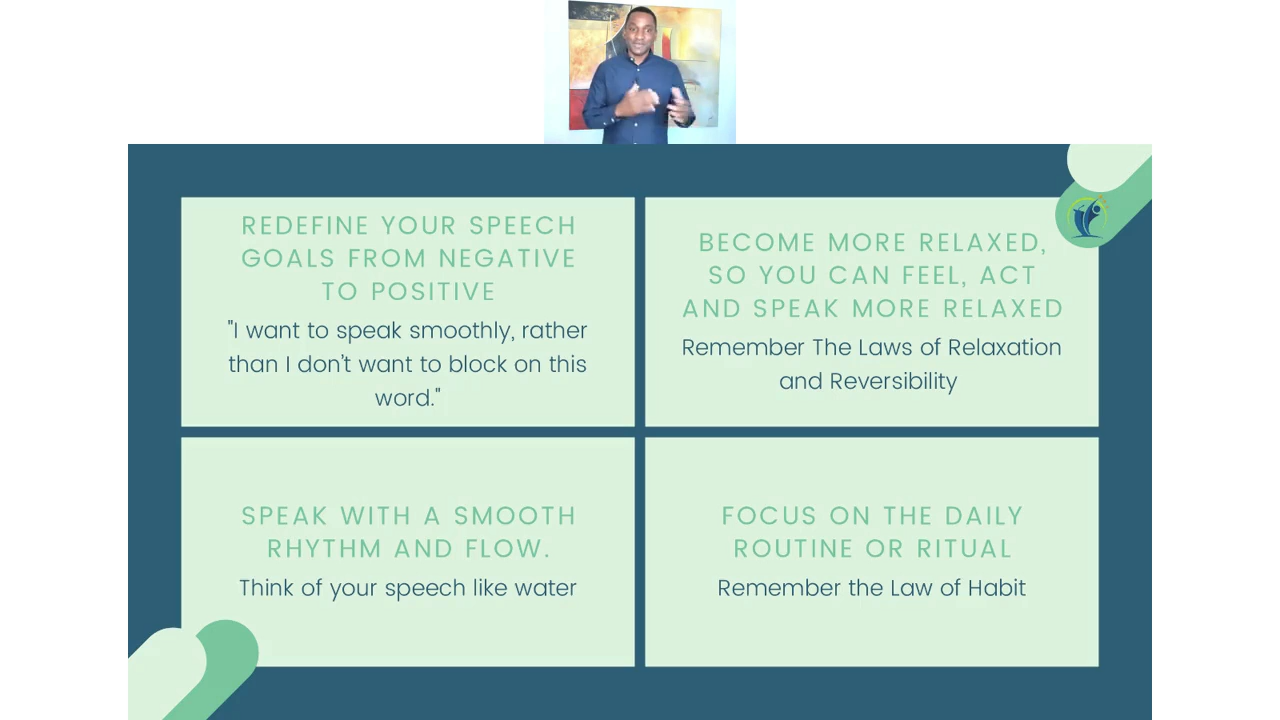 REDEFINE YOUR SPEECH
GOALS FROM NEGATIVE
TO POSITIVE
"I want to speak smoothly, rather
than I don't want to block on this
word."
BECOME MORE RELAXED,
SO YOU CAN FEEL, ACT
AND SPEAK MORE RELAXED
Remember The Laws of Relaxation
and Reversibility
SPEAK WITH A SMOOTH
RHYTHM AND FLOW.
Think of your speech like water
FOCUS ON THE DAILY
ROUTINE OR RITUAL
Remember the Law of Habit